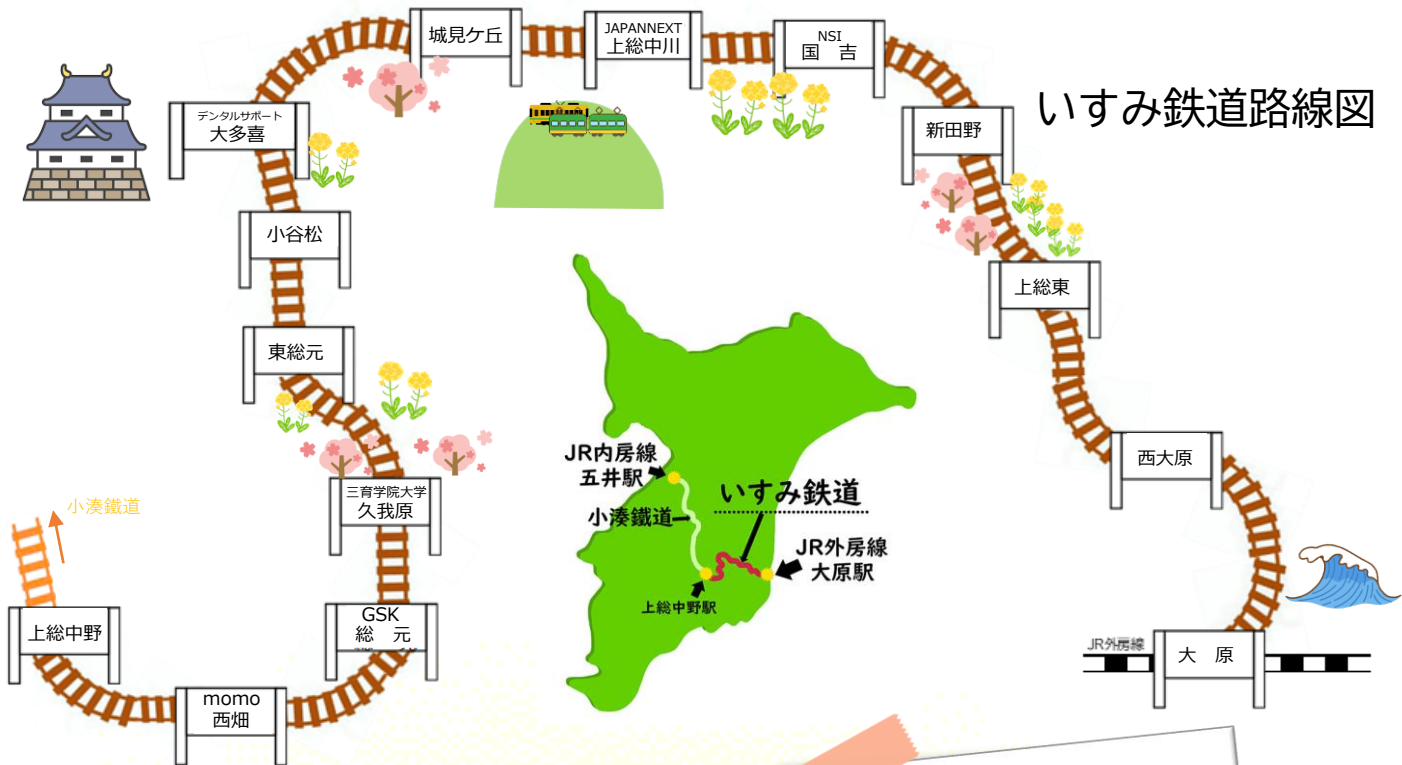 いすみ鉄道路線図
大原
JR外房線
西大原
上総東
新田野
NSI
国吉
JAPANNEXT
上総中川
城見ケ丘
デンタルサポート
大多喜
小谷松
東総元
三育学院大学
久我原
GSK
総元
momo
西畑
上総中野
小湊鐵道
JR内房線
五井駅
小湊鐵道
いすみ鉄道
JR外房線
大原駅
上総中野駅